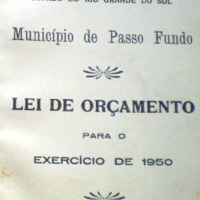 ESTADO DO RIO GRANDE DO SUL
Município de Passo Fundo
LEI DE ORÇAMENTO
PARA O
EXERCÍCIO DE 1950